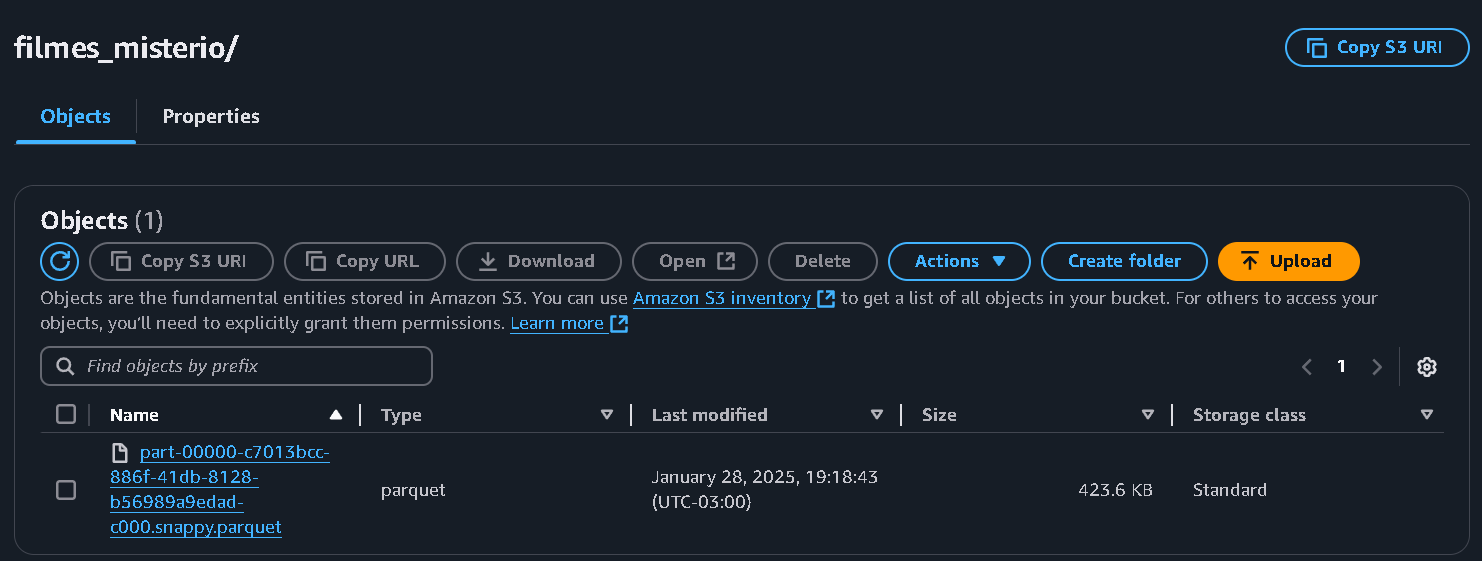 filmes_misterio/
Copy S3 URI
Objects
Properties
Objects (1)
Copy S3 URI
Copy URL
Download
Open
Delete
Actions
Create folder
Upload
Objects are the fundamental entities stored in Amazon S3. You can use Amazon S3 inventory to get a list of all objects in your bucket. For others to access your
objects, you'll need to explicitly grant them permissions. Learn more
Find objects by prefix
1
Name
Type
Last modified
Size
Storage class
part-00000-c7013bcc-
886f-41db-8128-
b56989a9edad-
c000.snappy.parquet
parquet
January 28, 2025, 19:18:43
(UTC-03:00)
423.6 KB
Standard